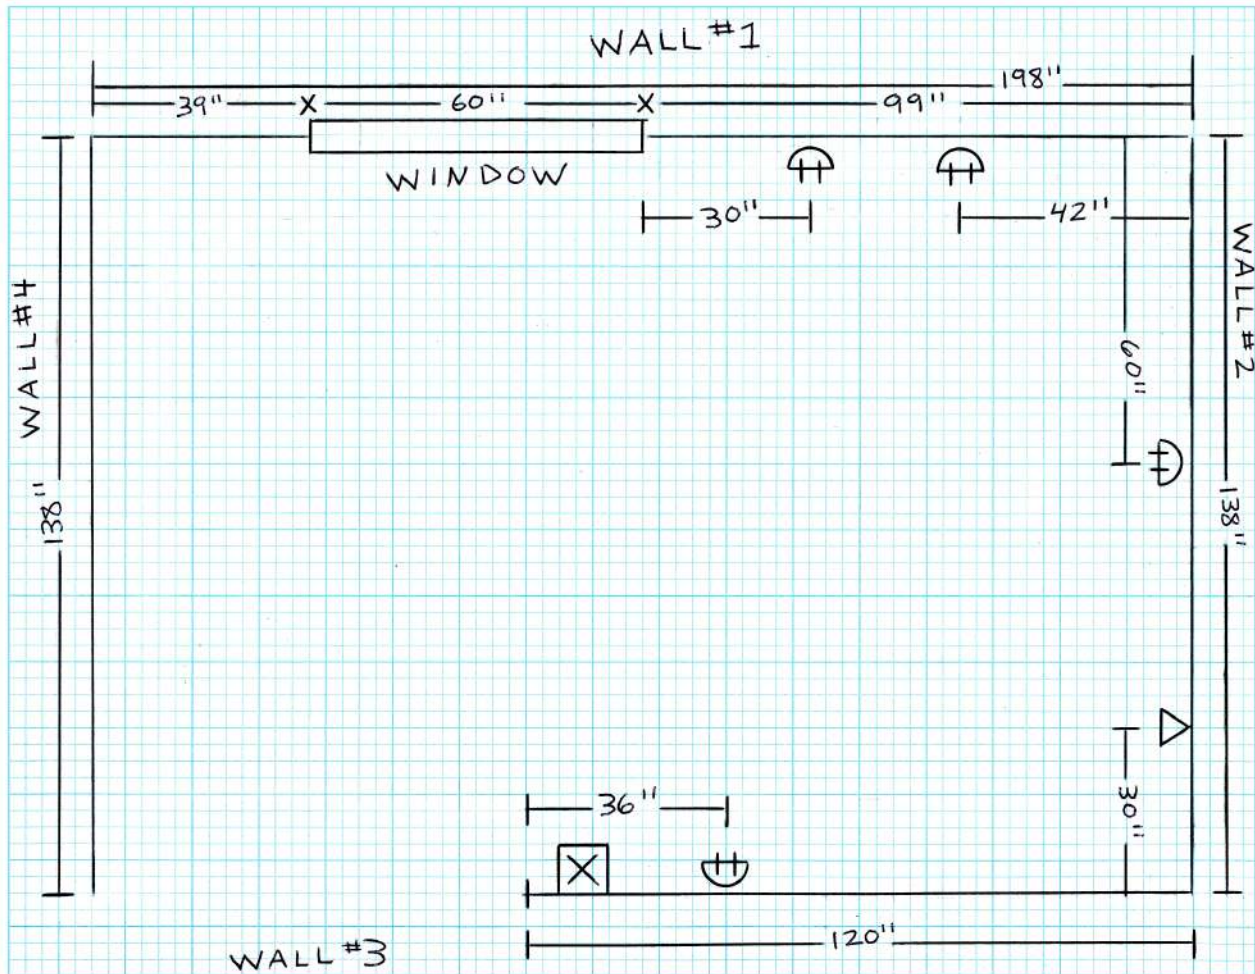 WALL #1
198"
39" X 60" X 99"
WINDOW
30"
42"
WALL #4
138"
60"
WALL #2
138"
36"
30"
120"
WALL #3